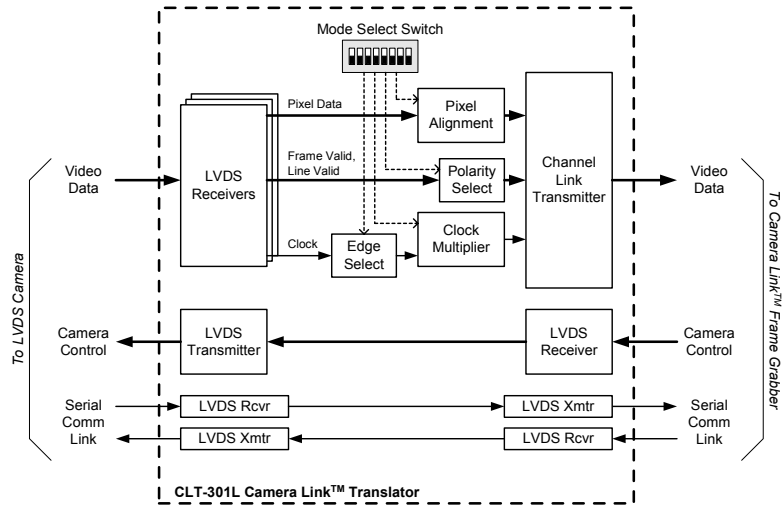 Mode Select Switch
Pixel Data
Pixel
Alignment
Frame Valid,
Line Valid
Polarity
Select
Clock
Edge
Select
Clock
Multiplier
LVDS
Receivers
Channel
Link
Transmitter
Video
Data
Video
Data
To LVDS Camera
To Camera Link™ Frame Grabber
Camera
Control
LVDS
Transmitter
LVDS
Receiver
Camera
Control
Serial
Comm
Link
LVDS Rcvr
LVDS Xmtr
LVDS Xmtr
LVDS Rcvr
Serial
Comm
Link
CLT-301L Camera Link™ Translator